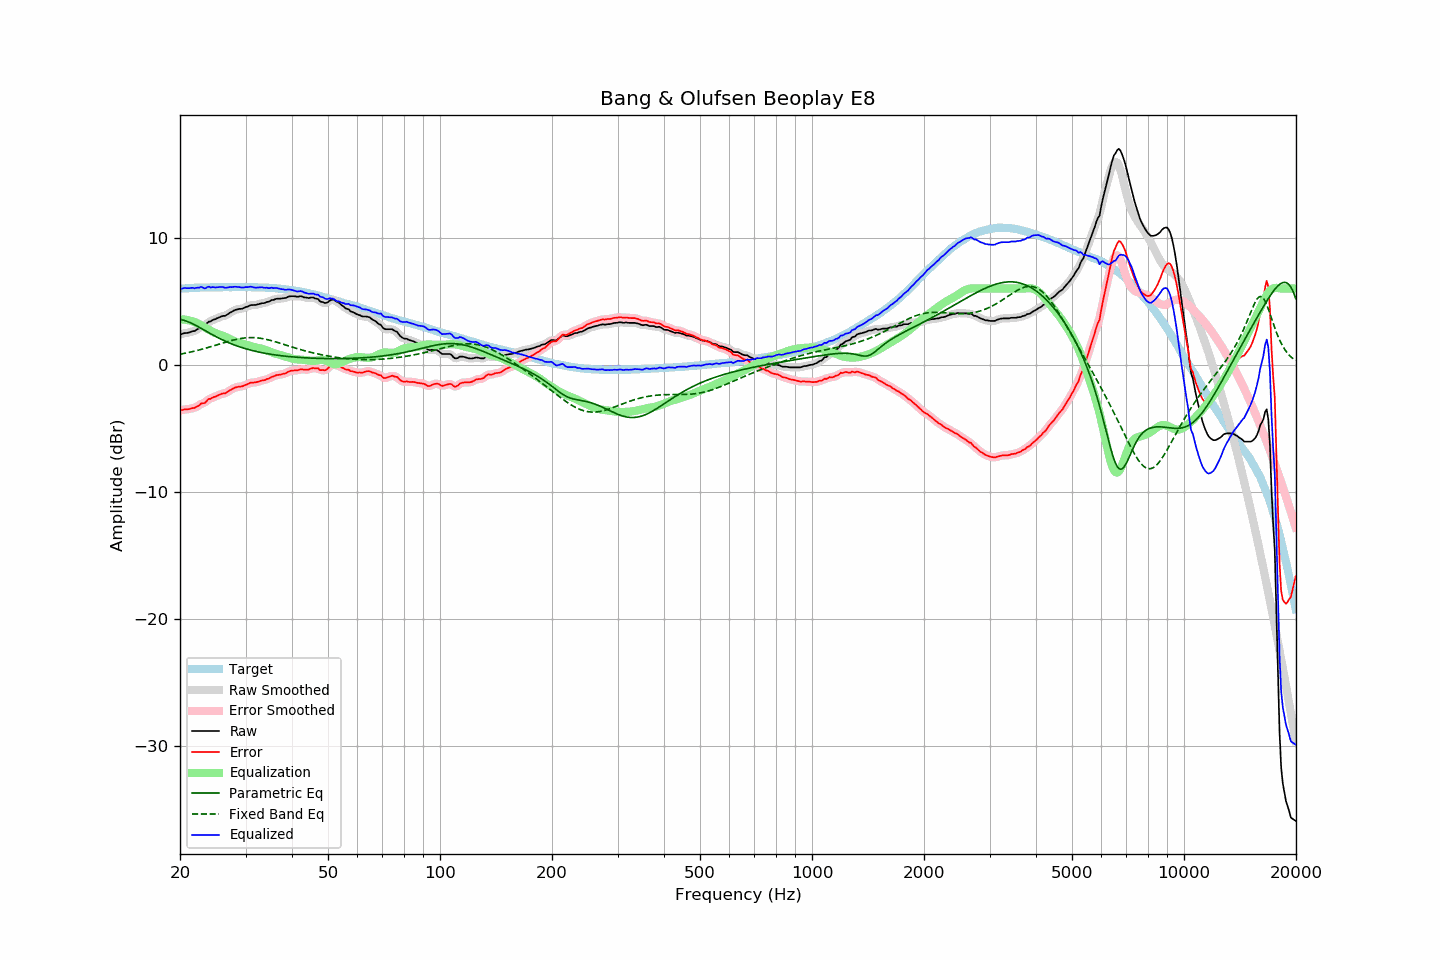 Bang & Olufsen Beoplay E8
Amplitude (dBr)
10
0
−10
−20
−30
Target
Raw Smoothed
Error Smoothed
Raw
Error
Equalization
Parametric Eq
Fixed Band Eq
Equalized
20 50 100 200 500 1000 2000 5000 10000 20000
Frequency (Hz)